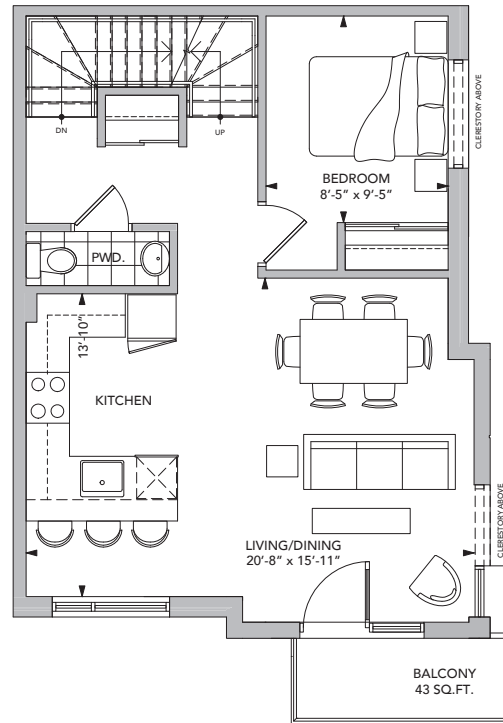 DN
UP
CLERESTORY ABOVE
BEDROOM
8'-5" x 9'-5"
PWD.
13'-10"
KITCHEN
CLERESTORY ABOVE
LIVING/DINING
20'-8" x 15'-11"
BALCONY
43 SQ.FT.